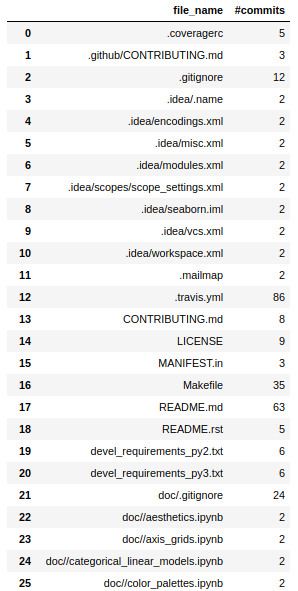 file_name #commits
0 .coveragerc 5
1 .github/CONTRIBUTING.md 3
2 .gitignore 12
3 .idea/.name 2
4 .idea/encodings.xml 2
5 .idea/misc.xml 2
6 .idea/modules.xml 2
7 .idea/scopes/scope_settings.xml 2
8 .idea/seaborn.iml 2
9 .idea/vcs.xml 2
10 .idea/workspace.xml 2
11 .mailmap 2
12 .travis.yml 86
13 CONTRIBUTING.md 8
14 LICENSE 9
15 MANIFEST.in 3
16 Makefile 35
17 README.md 63
18 README.rst 5
19 devel_requirements_py2.txt 6
20 devel_requirements_py3.txt 6
21 doc/.gitignore 24
22 doc//aesthetics.ipynb 2
23 doc//axis_grids.ipynb 2
24 doc//categorical_linear_models.ipynb 2
25 doc//color_palettes.ipynb 2